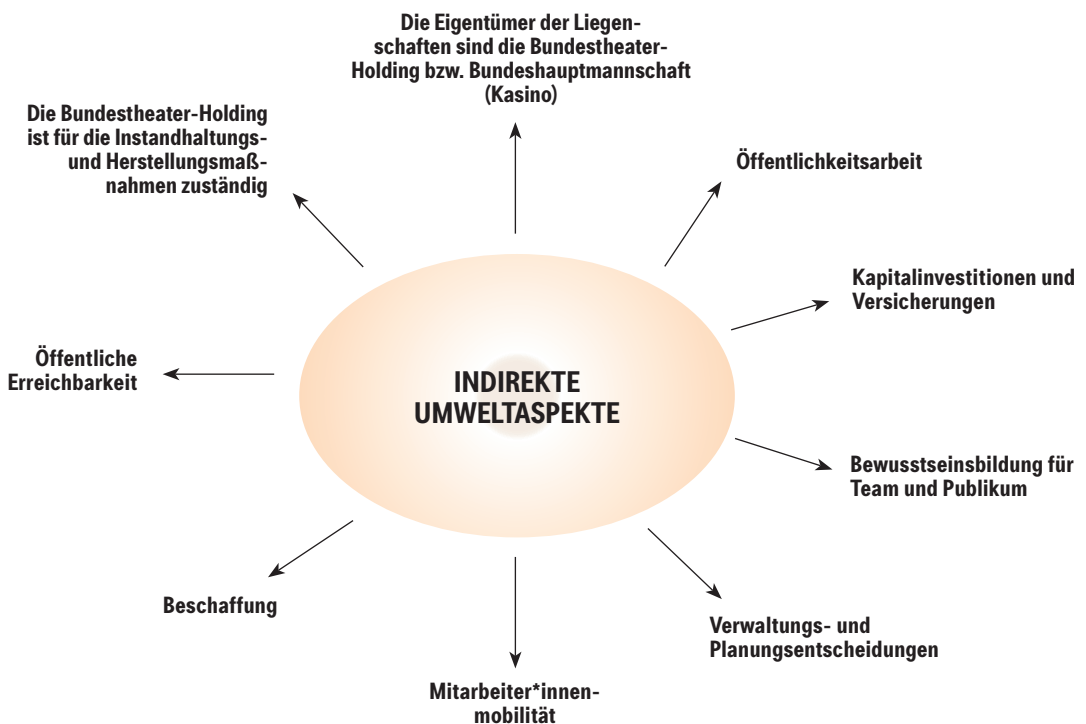 Die Eigentümer der Liegen-
schaften sind die Bundestheater-
Holding bzw. Bundeshauptmannschaft
(Kasino)
Die Bundestheater-Holding
ist für die Instandhaltungs-
und Herstellungsmaß-
nahmen zuständig
Öffentlichkeitsarbeit
Kapitalinvestitionen und
Versicherungen
Öffentliche
Erreichbarkeit
INDIREKTE
UMWELTASPEKTE
Bewusstseinsbildung für
Team und Publikum
Beschaffung
Verwaltungs- und
Planungsentscheidungen
Mitarbeiter*innen-
mobilität